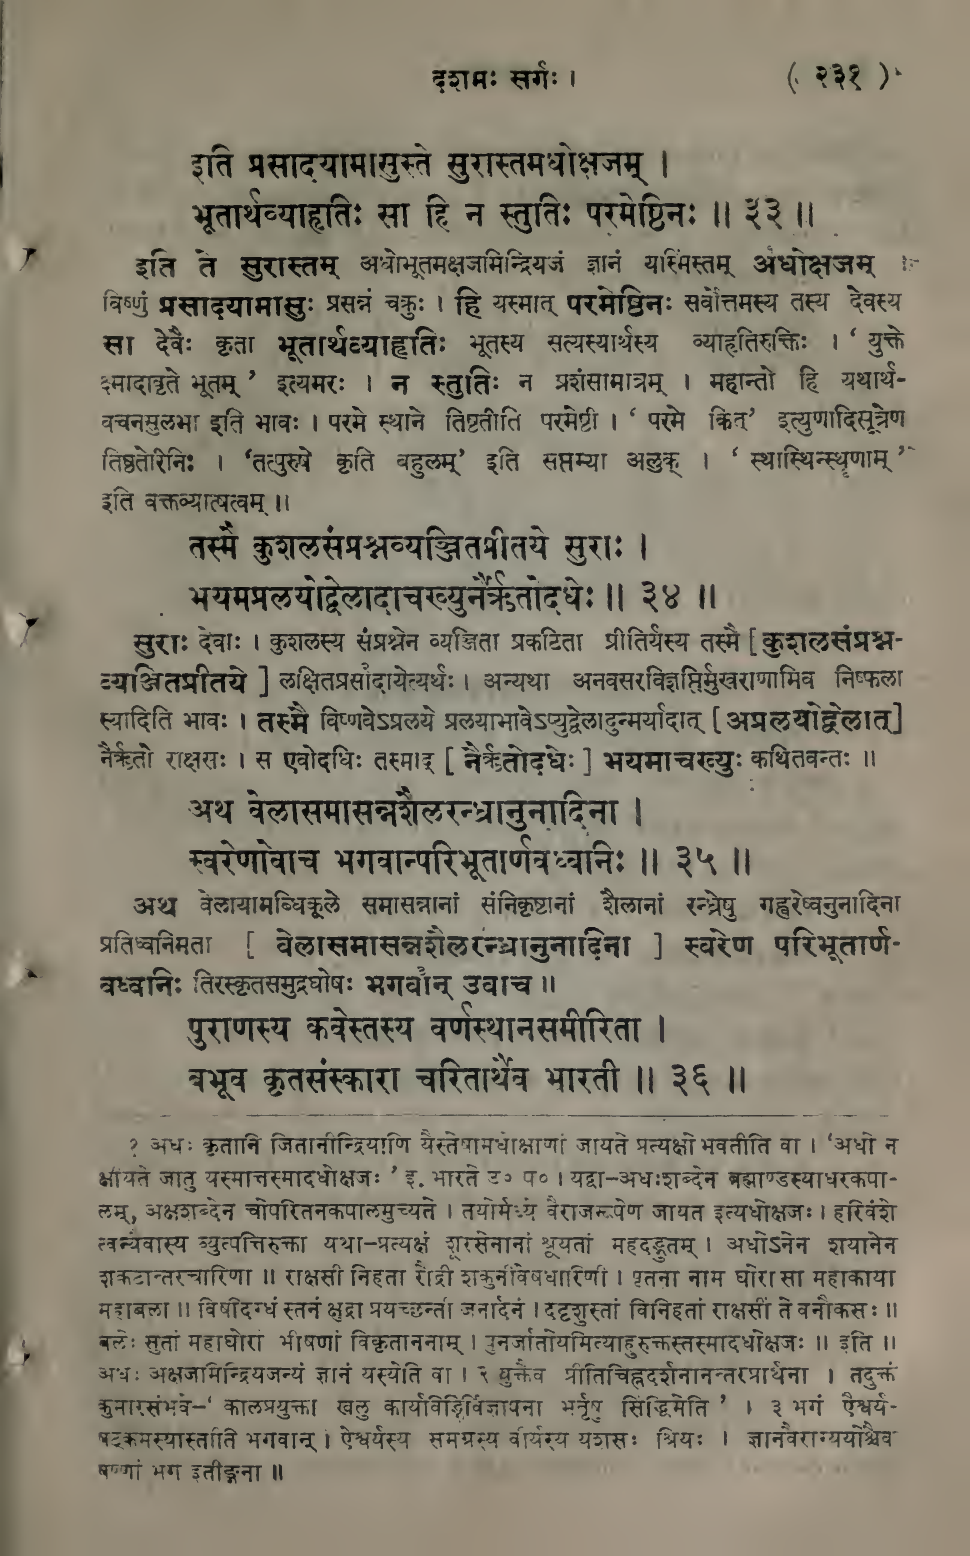 दशमः सर्गः । ( २३१ )
इति प्रसादयामासुस्ते सुरास्तमधोक्षजम् ।
भूतार्थव्याहृतिः सा हि न स्तुतिः परमेष्ठिनः ॥ ३३ ॥
इति ते सुरास्तम् अधोभूतमक्षजमिन्द्रियजं ज्ञानं यस्मिंस्तम् अधोक्षजम्
विष्णुं प्रसादयामासुः प्रसन्नं चक्रुः । हि यस्मात् परमेष्ठिनः सर्वोत्तमस्य तस्य देवस्य
सा देवैः कृता भूतार्थव्याहृतिः भूतस्य सत्यस्यार्थस्य व्याहृतिरुक्तिः । ‘ युक्ते
क्ष्मादावृते भूतम् ’ इत्यमरः । न स्तुतिः न प्रशंसामात्रम् । महान्तो हि यथार्थ-
वचनसुलभा इति भावः । परमे स्थाने तिष्ठतीति परमेष्ठी । ‘ परमे कित्’ इत्युणादिसूत्रेण
तिष्ठतेरिनिः । ‘तत्पुरुषे कृति बहुलम्’ इति सप्तम्या अलुक् । ‘ स्थास्थिन्स्थृणाम् ’
इति वक्तव्यात्षत्वम् ॥
तस्मै कुशलसंप्रश्नव्यञ्जितप्रीतये सुराः ।
भयमप्रलयोद्वेलादाचख्युर्नैर्ऋतोदधेः ॥ ३४ ॥
सुराः देवाः । कुशलस्य संप्रश्नेन व्यञ्जिता प्रकटिता प्रीतिर्यस्य तस्मै [ कुशलसंप्रश्न-
व्यञ्जितप्रीतये ] लक्षितप्रसादायेत्यर्थः । अन्यथा अनवसरविज्ञप्तिर्मुखराणामिव निष्फला
स्यादिति भावः । तस्मै विष्णवेऽप्रलये प्रलयाभावेऽप्युद्वेलादुन्मर्यादात् [ अप्रलयोद्वेलात् ]
नैर्ऋतो राक्षसः । स एवोदधिः तस्माद् [ नैर्ऋतोदधेः ] भयमाचख्युः कथितवन्तः ॥
अथ वेलासमासन्नशैलरन्ध्रानुनादिना ।
स्वरेणोवाच भगवान्परिभूतार्णवध्वनिः ॥ ३५ ॥
अथ वेलायामब्धिकूले समासन्नानां संनिकृष्टानां शैलानां रन्ध्रेषु गह्वरेष्वनुनादिना
प्रतिध्वनिमता [ वेलासमासन्नशैलरन्ध्रानुनादिना ] स्वरेण परिभूतार्ण-
वध्वनिः तिरस्कृतसमुद्रघोषः भगवान् उवाच ॥
पुराणस्य कवेस्तस्य वर्णस्थानसमीरिता ।
बभूव कृतसंस्कारा चरितार्थैव भारती ॥ ३६ ॥
१ अधः कृतानि जितानीन्द्रियाणि यैस्तेषामधोक्षाणां जायते प्रत्यक्षो भवतीति वा । ‘अधो न
क्षीयते जातु यस्मात्तस्मादधोक्षजः ’ इ. भारते उ० प० । यद्वा-अधःशब्देन ब्रह्माण्डस्याधरकपा-
लम्, अक्षशब्देन चोपरितनकपालमुच्यते । तयोर्मध्ये वैराजरूपेण जायत इत्यधोक्षजः । हरिवंशे
त्वन्यैवास्य व्युत्पत्तिरुक्ता यथा-प्रत्यक्षं शूरसेनानां श्रूयतां महदद्भुतम् । अधोऽनेन शयानेन
शकटान्तरचारिणा ॥ राक्षसी निहता रौद्री शकुनीवेषधारिणी । पूतना नाम घोरा सा महाकाया
महाबला ॥ विषदिग्धं स्तनं क्षुद्रा प्रयच्छन्ती जनार्दनं । ददृशुस्तां विनिहतां राक्षसीं ते वनौकसः ॥
बलेः सुतां महाघोरां भीषणां विकृताननाम् । पुनर्जातोयमित्याहुरुक्तस्तस्मादधोक्षजः ॥ इति ॥
अधः अक्षजमिन्द्रियजन्यं ज्ञानं यस्येति वा । २ युक्तैव प्रीतिचिह्नदर्शनानन्तरप्रार्थना । तदुक्तं
कुमारसंभवे-‘ कालप्रयुक्ता खलु कार्यविद्भिर्विज्ञापना भर्तृषु सिद्धिमेति ’ । ३ भगं ऐश्वर्य-
षट्कमस्यास्तीति भगवान् । ऐश्वर्यस्य समग्रस्य वीर्यस्य यशसः श्रियः । ज्ञानवैराग्ययोश्चैव
षण्णां भग इतीङ्गना ॥